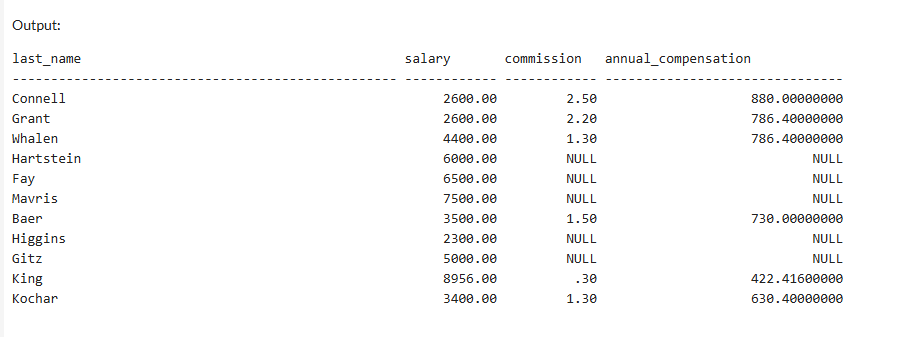 Output:
last_name salary commission annual_compensation
-------------------------------------------------- ------------ ------------ -------------------------------
Connell 2600.00 2.50 880.00000000
Grant 2600.00 2.20 786.40000000
Whalen 4400.00 1.30 786.40000000
Hartstein 6000.00 NULL NULL
Fay 6500.00 NULL NULL
Mavris 7500.00 NULL NULL
Baer 3500.00 1.50 730.00000000
Higgins 2300.00 NULL NULL
Gitz 5000.00 NULL NULL
King 8956.00 .30 422.41600000
Kochar 3400.00 1.30 630.40000000